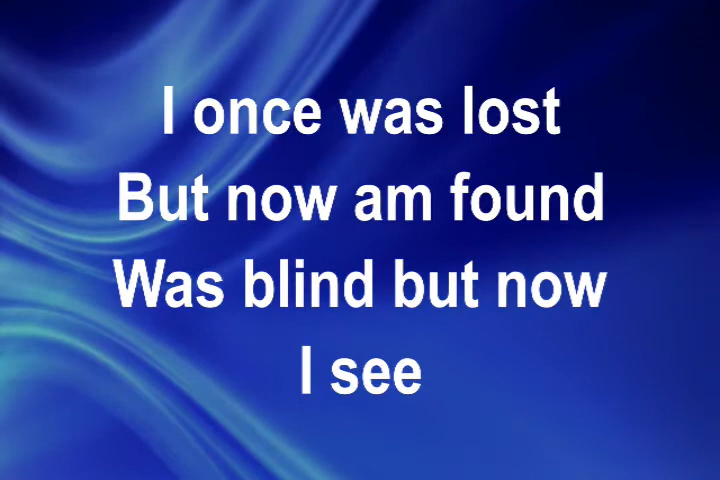 I once was lost
But now am found
Was blind but now
I see